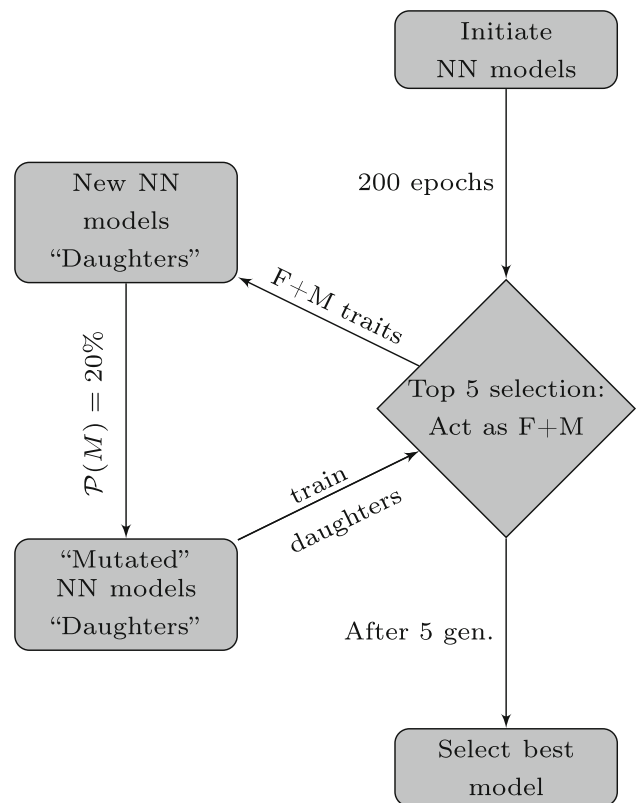 Initiate
NN models
200 epochs
New NN
models
“Daughters”
F+M traits
Top 5 selection:
Act as F+M
𝒫(M) = 20%
train
daughters
“Mutated”
NN models
“Daughters”
After 5 gen.
Select best
model